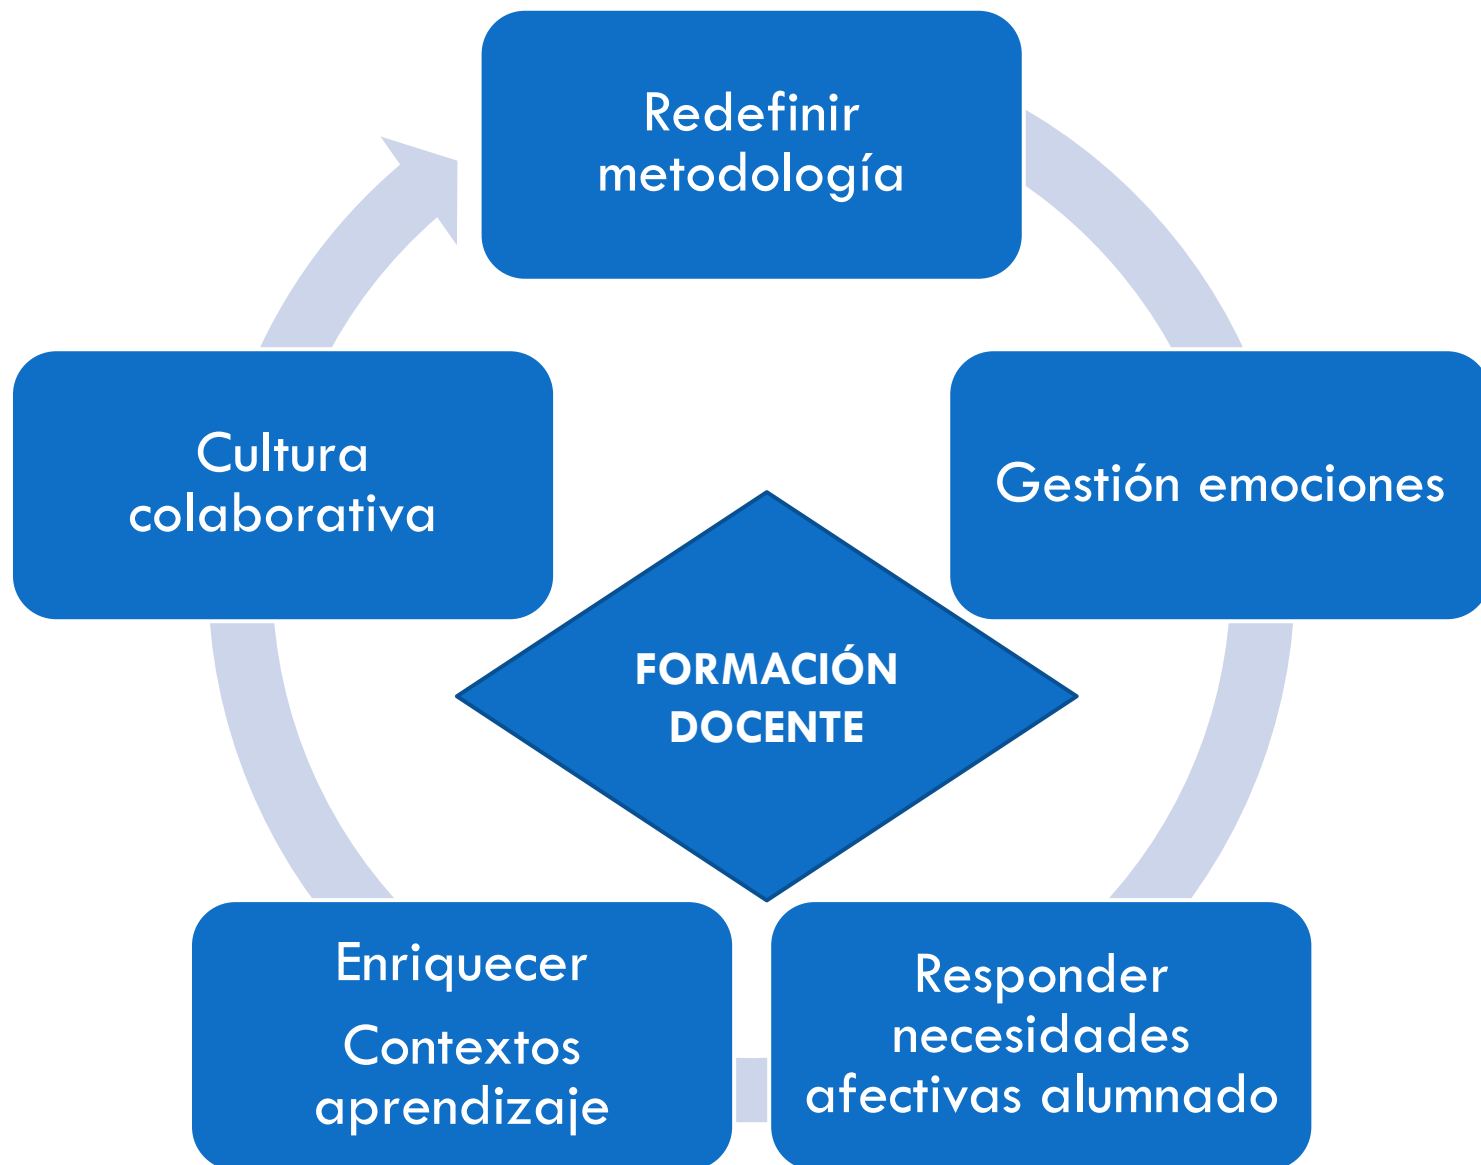 Redefinir
metodología
Gestión emociones
Responder
necesidades
afectivas alumnado
Enriquecer
Contextos
aprendizaje
Cultura
colaborativa
FORMACIÓN
DOCENTE